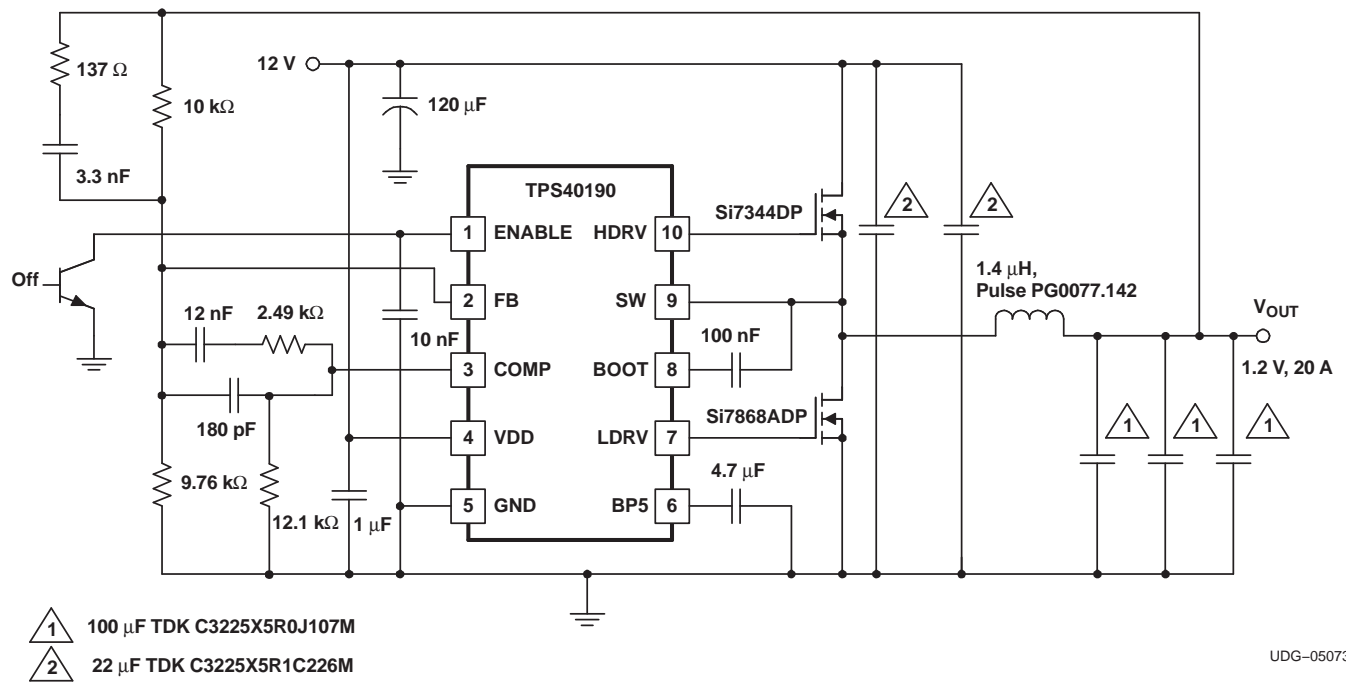 137 Ω
10 kΩ
3.3 nF
12 V
120 μF
TPS40190
Si7344DP
2
2
1 ENABLE HDRV 10
Off
2 FB SW 9
1.4 μH,
Pulse PG0077.142
12 nF
2.49 kΩ
10 nF
100 nF
VOUT
3 COMP BOOT 8
1.2 V, 20 A
180 pF
Si7868ADP
4 VDD LDRV 7
1
1
1
9.76 kΩ
12.1 kΩ
1 μF
4.7 μF
5 GND BP5 6
1 100 μF TDK C3225X5R0J107M
2 22 μF TDK C3225X5R1C226M
UDG−05073